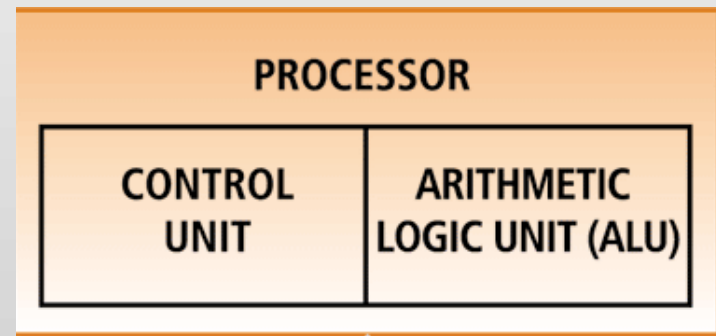 PROCESSOR
CONTROL
UNIT
ARITHMETIC
LOGIC UNIT (ALU)